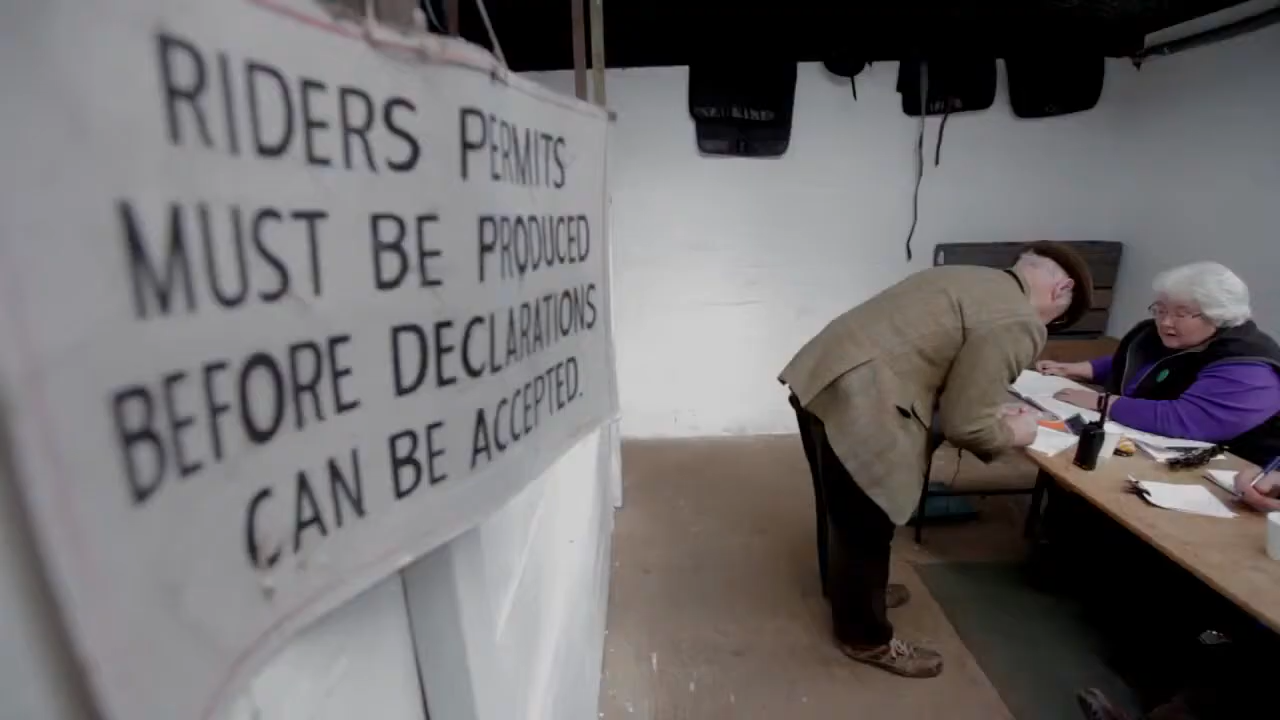 RIDERS PERMITS
MUST BE PRODUCED
BEFORE DECLARATIONS
CAN BE ACCEPTED.